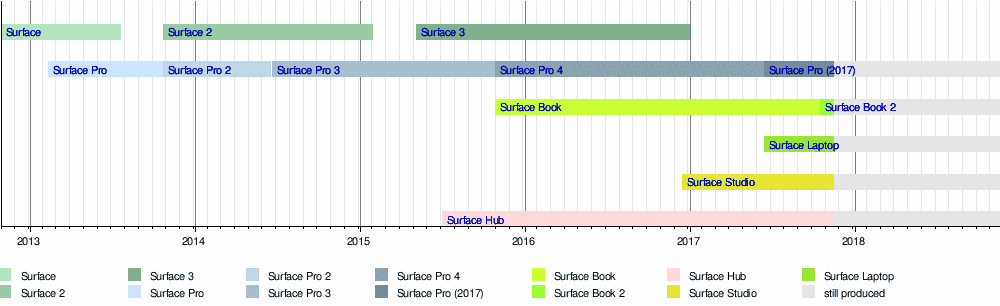 Surface Surface 2 Surface 3
Surface Pro Surface Pro 2 Surface Pro 3 Surface Pro 4 Surface Pro (2017)
Surface Book Surface Book 2
Surface Laptop
Surface Studio
Surface Hub
2013 2014 2015 2016 2017 2018
Surface Surface 3 Surface Pro 2 Surface Pro 4 Surface Book Surface Hub Surface Laptop
Surface 2 Surface Pro Surface Pro 3 Surface Pro (2017) Surface Book 2 Surface Studio still produced